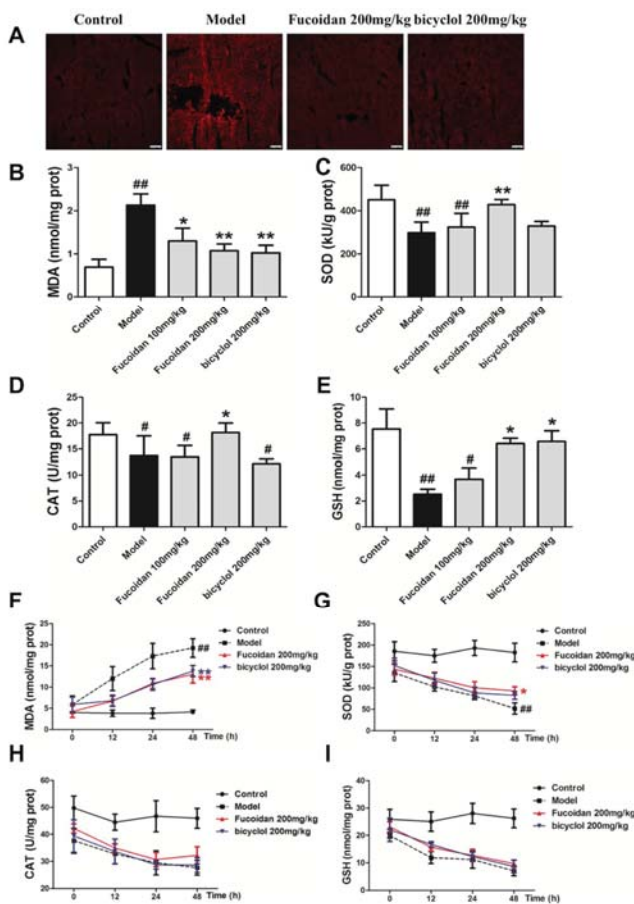 Control Model Fucoidan 200mg/kg bicyclol 200mg/kg
A
B
MDA (nmol/mg prot)
3
2
1
0
##
*
**
**
Control
Model
Fucoidan 100mg/kg
Fucoidan 200mg/kg
bicyclol 200mg/kg
C
SOD (kU/g prot)
600
400
200
0
##
##
**
Control
Model
Fucoidan 100mg/kg
Fucoidan 200mg/kg
bicyclol 200mg/kg
D
CAT (U/mg prot)
25
20
15
10
5
0
#
#
*
#
Control
Model
Fucoidan 100mg/kg
Fucoidan 200mg/kg
bicyclol 200mg/kg
E
GSH (nmol/mg prot)
10
8
6
4
2
0
##
#
*
*
Control
Model
Fucoidan 100mg/kg
Fucoidan 200mg/kg
bicyclol 200mg/kg
F
MDA (nmol/mg prot)
25
20
15
10
5
0
##
**
**
0 12 24 48 Time (h)
Control
Model
Fucoidan 200mg/kg
bicyclol 200mg/kg
G
SOD (kU/g prot)
250
200
150
100
50
0
*
##
0 12 24 48 Time (h)
Control
Model
Fucoidan 200mg/kg
bicyclol 200mg/kg
H
CAT (U/mg prot)
60
50
40
30
20
0 12 24 48 Time (h)
Control
Model
Fucoidan 200mg/kg
bicyclol 200mg/kg
I
GSH (nmol/mg prot)
40
30
20
10
0
0 12 24 48 Time (h)
Control
Model
Fucoidan 200mg/kg
bicyclol 200mg/kg